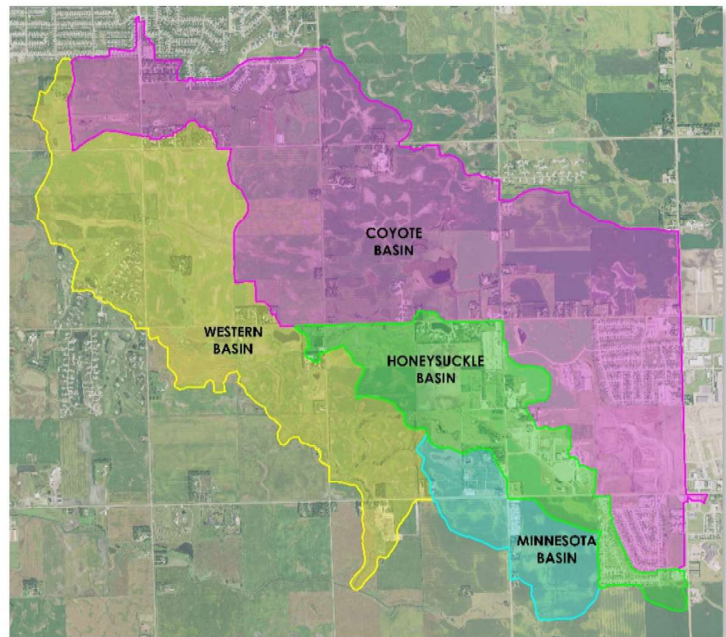 COYOTE
BASIN
WESTERN
BASIN
HONEYSUCKLE
BASIN
MINNESOTA
BASIN